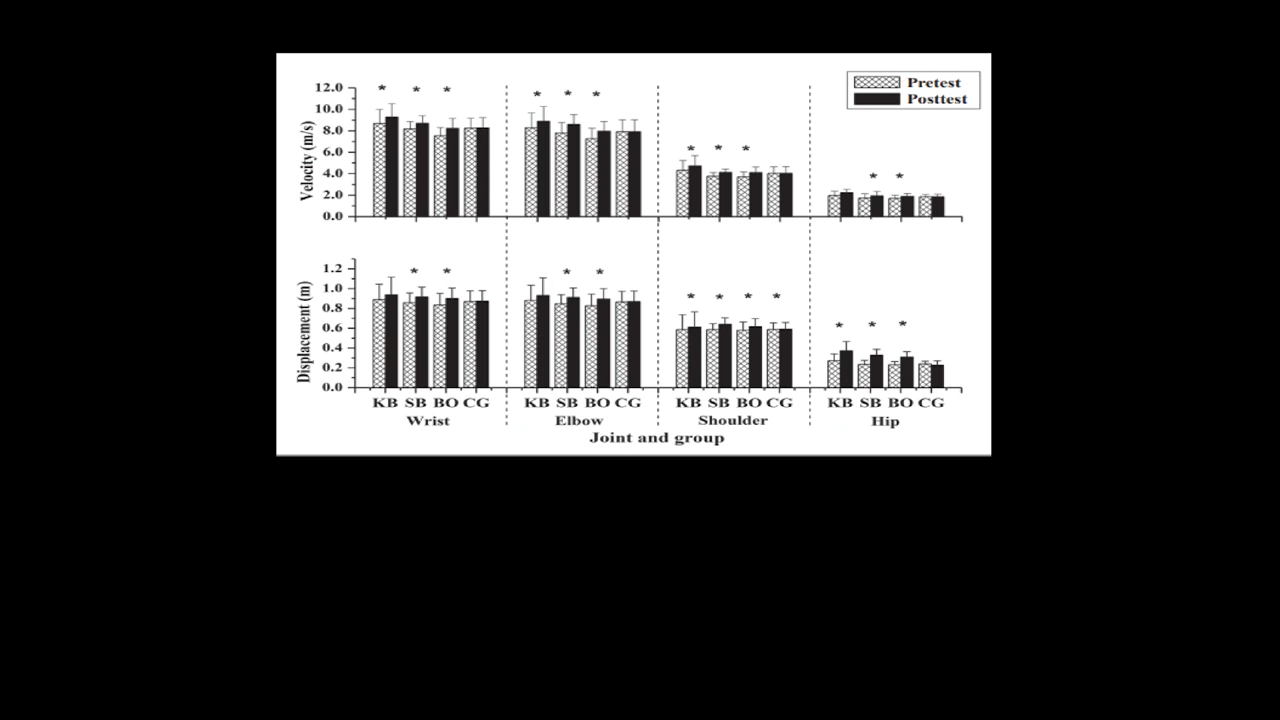 Pretest
Posttest
Velocity (m/s)
12.0
10.0
8.0
6.0
4.0
2.0
0.0
* * * * * * * * * * *
Displacement (m)
1.2
1.0
0.8
0.6
0.4
0.2
0.0
* * * * * * * * * * *
KB SB BO CG KB SB BO CG KB SB BO CG KB SB BO CG
Wrist Elbow Shoulder Hip
Joint and group